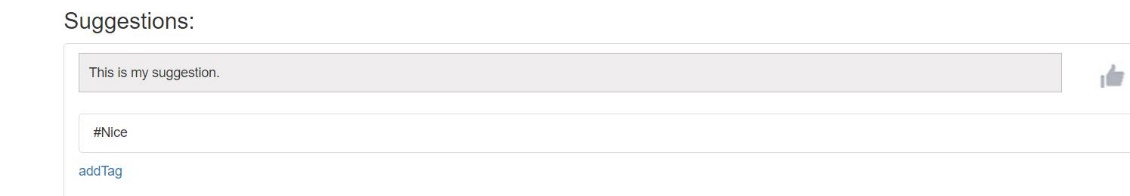 Suggestions:
This is my suggestion.
#Nice
addTag